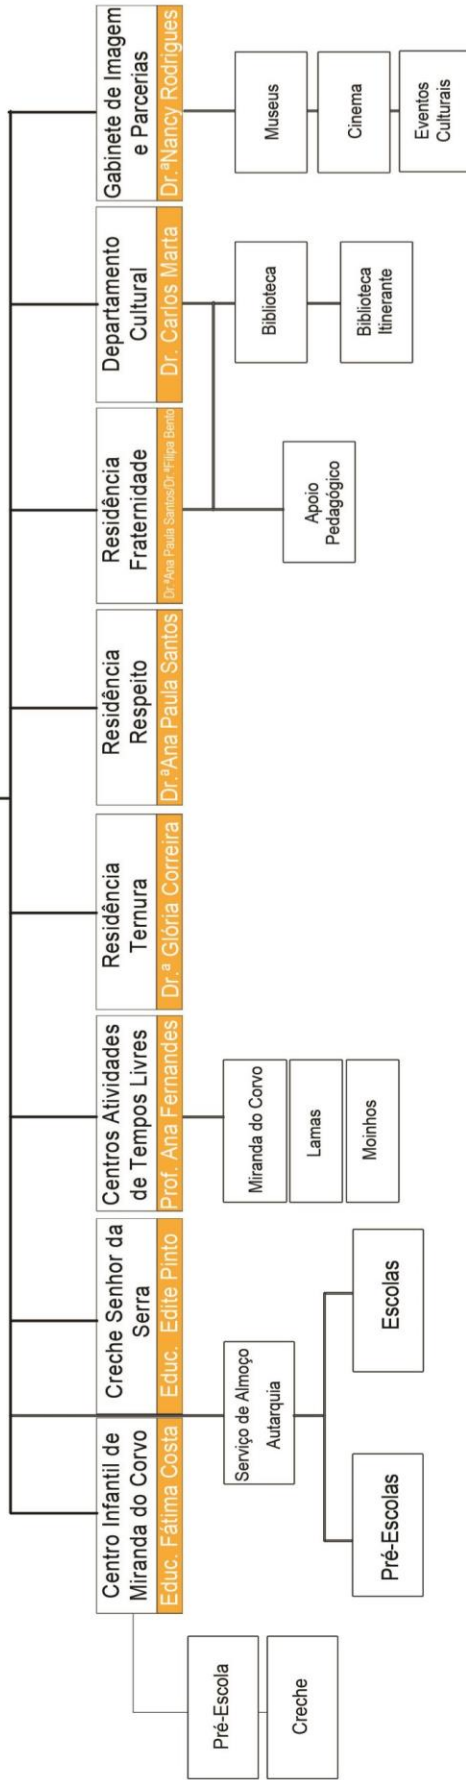 Centro Infantil de
Miranda do Corvo
Educ. Fátima Costa
Pré-Escola
Creche
Creche Senhor da
Serra
Educ. Edite Pinto
Serviço de Almoço
Autarquia
Pré-Escolas
Escolas
Centros Atividades
de Tempos Livres
Prof. Ana Fernandes
Miranda do Corvo
Lamas
Moinhos
Residência
Ternura
Dr.ª Glória Correira
Residência
Respeito
Dr.ªAna Paula Santos
Residência
Fraternidade
Dr.ªAna Paula Santos/Dr.ªFilipa Bento
Apoio
Pedagógico
Departamento
Cultural
Dr. Carlos Marta
Biblioteca
Biblioteca
Itinerante
Gabinete de Imagem
e Parcerias
Dr.ªNancy Rodrigues
Museus
Cinema
Eventos
Culturais